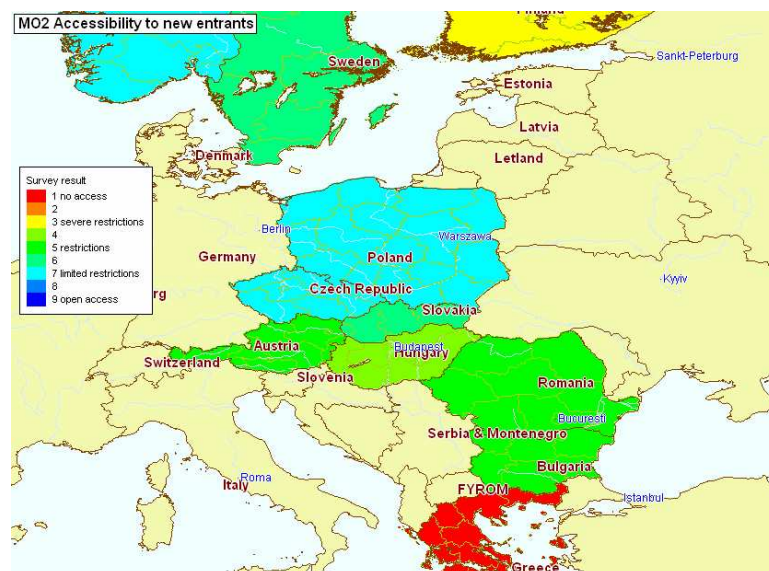 MO2 Accessibility to new entrants
Finland
Sweden
Sankt-Peterburg
Estonia
Latvia
Denmark
Letland
Survey result
1 no access
2
3 severe restrictions
4
5 restrictions
6
7 limited restrictions
8
9 open access
Berlin
Warszawa
Germany
Poland
Kyyiv
Czech Republic
rg
Slovakia
Austria
Budapest
Hungary
Switzerland
Slovenia
Romania
Bucuresti
Serbia & Montenegro
Bulgaria
Roma
Italy
FYROM
Istanbul
Greece